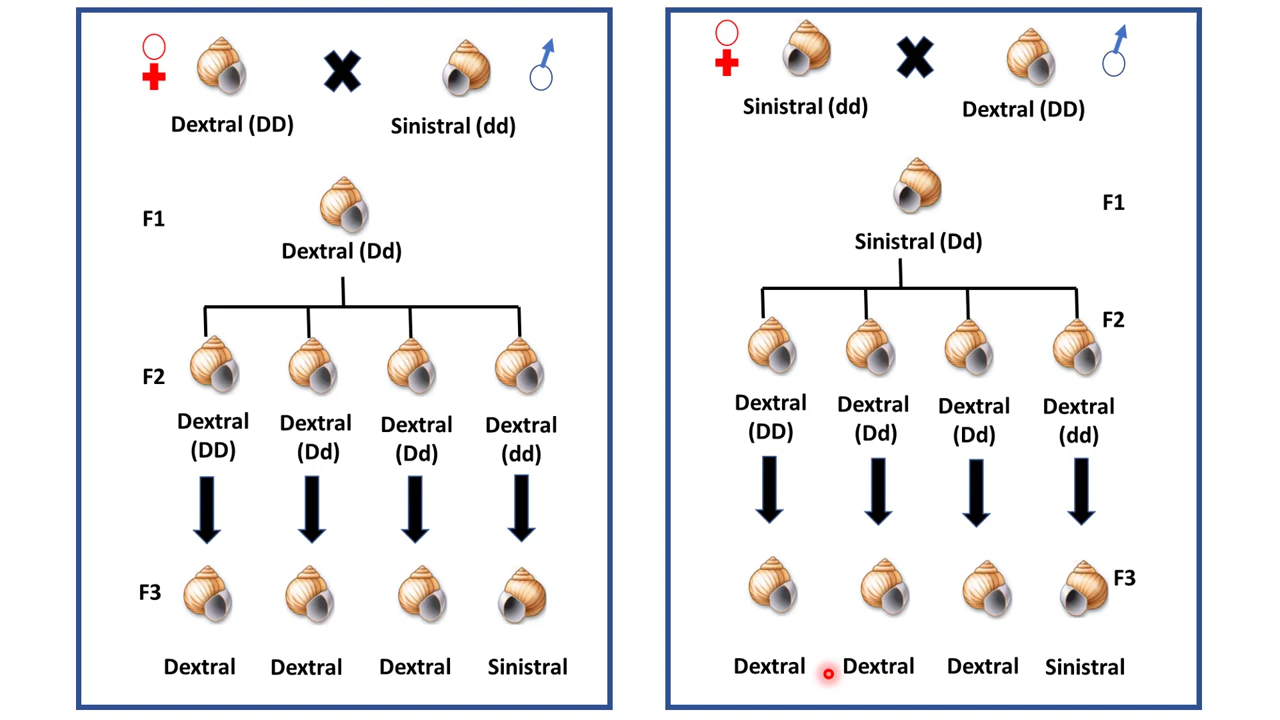 Dextral (DD)
Sinistral (dd)
F1
Dextral (Dd)
F2
Dextral
(DD)
Dextral
(Dd)
Dextral
(Dd)
Dextral
(dd)
F3
Dextral
Dextral
Dextral
Sinistral
Sinistral (dd)
Dextral (DD)
F1
Sinistral (Dd)
F2
Dextral
(DD)
Dextral
(Dd)
Dextral
(Dd)
Dextral
(dd)
F3
Dextral
Dextral
Dextral
Sinistral